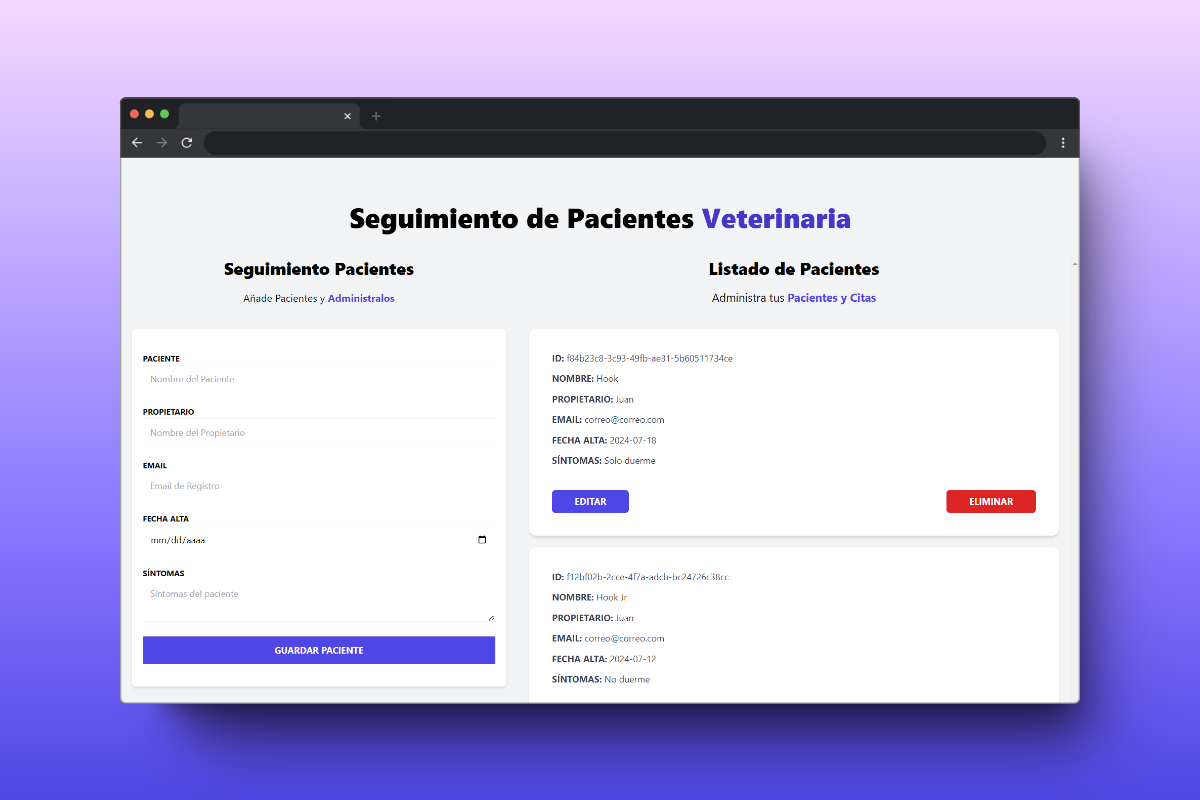 Seguimiento de Pacientes Veterinaria
Seguimiento Pacientes
Añade Pacientes y Administralos
PACIENTE
Nombre del Paciente
PROPIETARIO
Nombre del Propietario
EMAIL
Email de Registro
FECHA ALTA
mm/dd/aaaa
SÍNTOMAS
Síntomas del paciente
GUARDAR PACIENTE
Listado de Pacientes
Administra tus Pacientes y Citas
ID: f84b23c8-3c93-49fb-ae31-5b60511734ce
NOMBRE: Hook
PROPIETARIO: Juan
EMAIL: correo@correo.com
FECHA ALTA: 2024-07-18
SÍNTOMAS: Solo duerme
EDITAR
ELIMINAR
ID: f12bf02b-2cce-4f7a-adcb-bc24726c38cc
NOMBRE: Hook Jr
PROPIETARIO: Juan
EMAIL: correo@correo.com
FECHA ALTA: 2024-07-12
SÍNTOMAS: No duerme